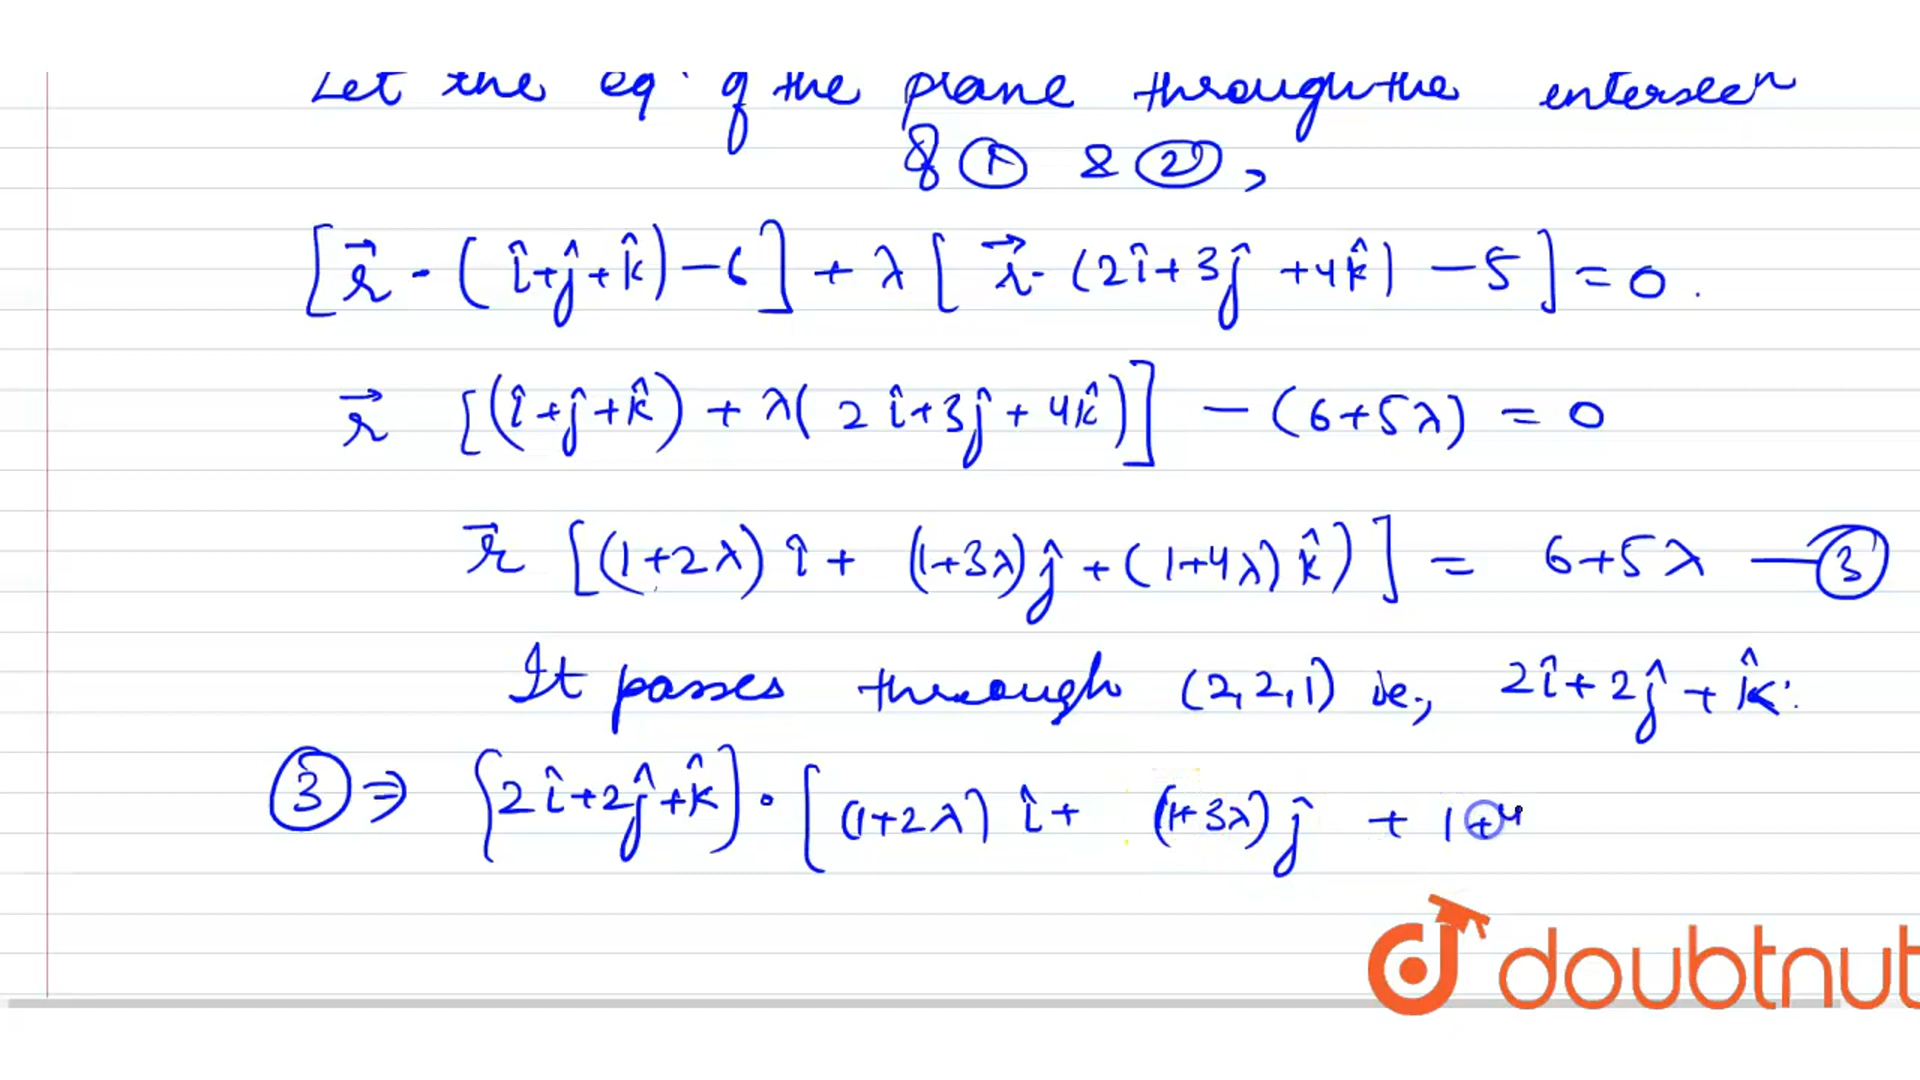 Let the eqⁿ of the plane through the intersecⁿ
of ① & ②,
[r⃗ · (î+ĵ+k̂) - 6] + λ[r⃗ · (2î+3ĵ+4k̂) - 5] = 0.
r⃗ [(î+ĵ+k̂) + λ(2î+3ĵ+4k̂)] - (6+5λ) = 0
r⃗ [(1+2λ)î + (1+3λ)ĵ + (1+4λ)k̂)] = 6+5λ — ③
It passes through (2,2,1) ie., 2î+2ĵ+k̂.
③ ⇒ {2î+2ĵ+k̂} · [(1+2λ)î + (1+3λ)ĵ + 1+4
doubtnut